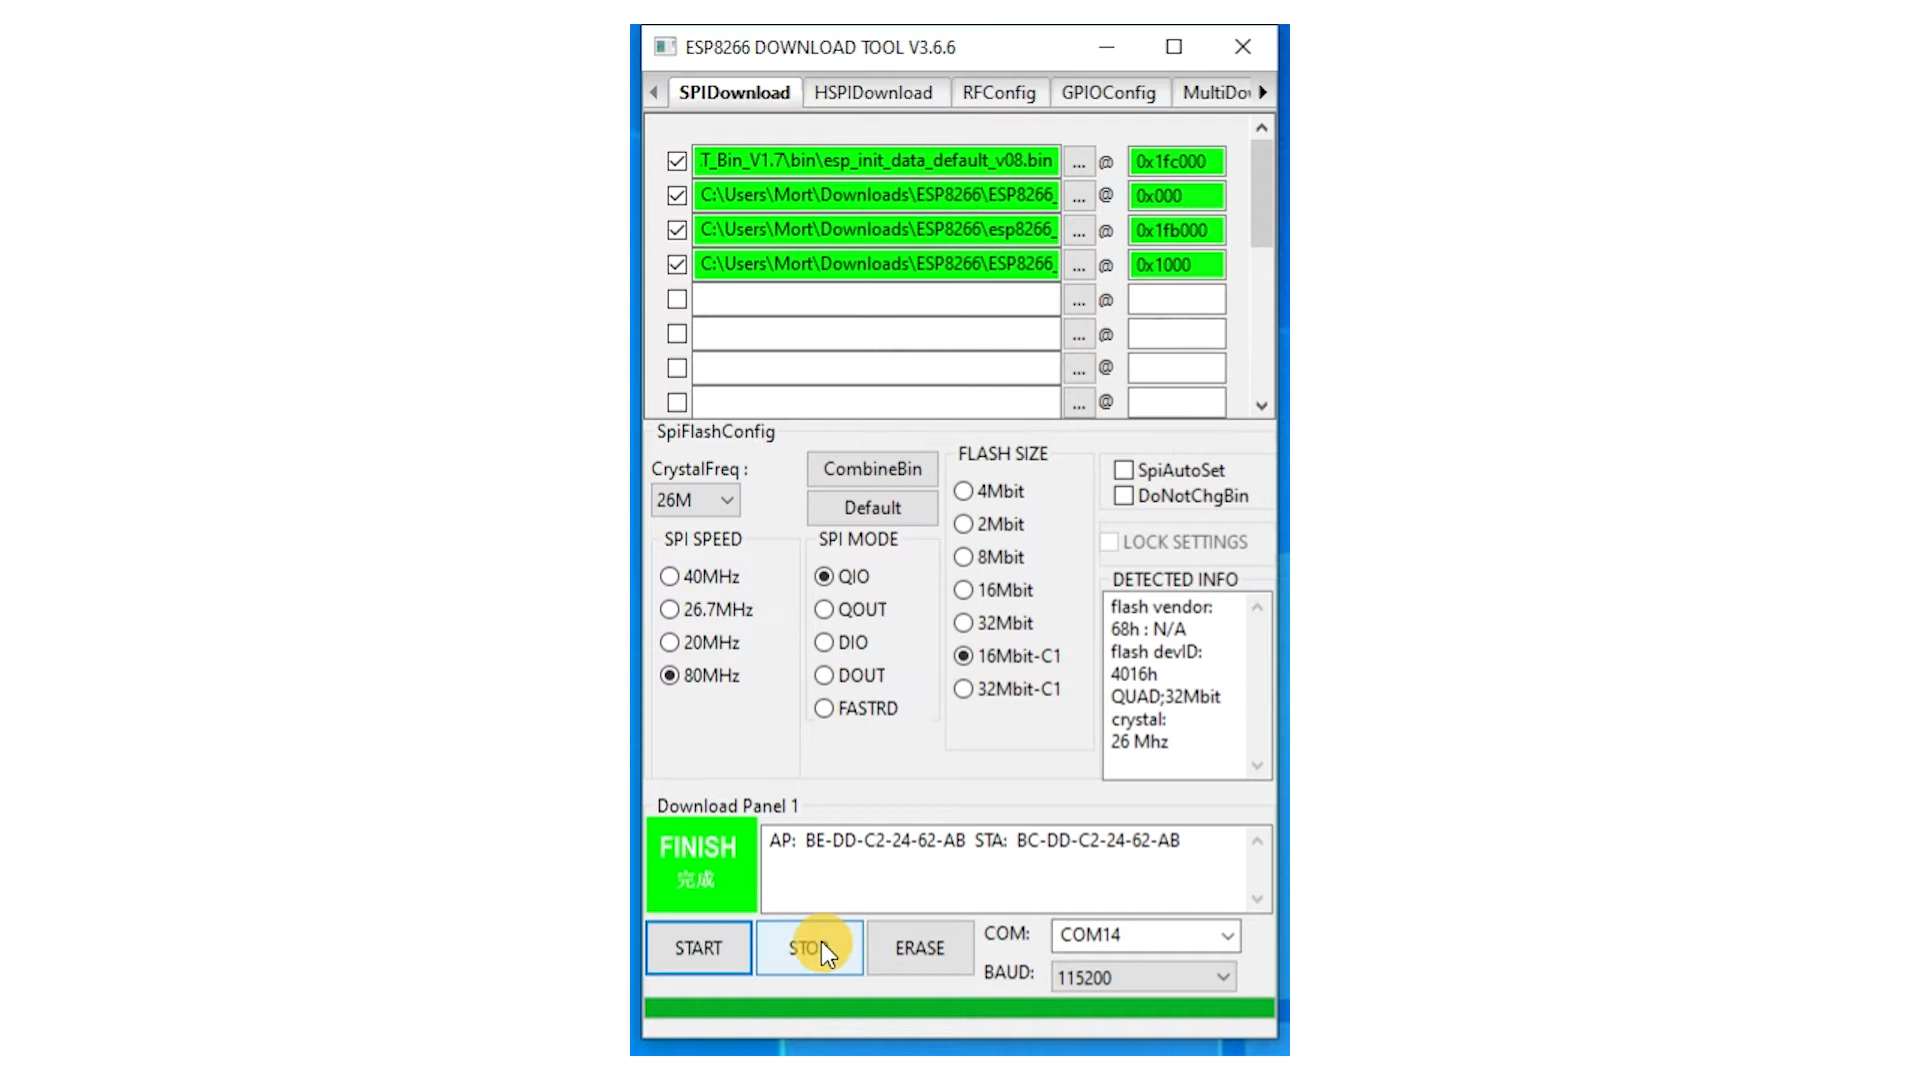 ESP8266 DOWNLOAD TOOL V3.6.6
SPIDownload HSPIDownload RFConfig GPIOConfig MultiDov
T_Bin_V1.7\bin\esp_init_data_default_v08.bin ... @ 0x1fc000
C:\Users\Mort\Downloads\ESP8266\ESP8266_ ... @ 0x000
C:\Users\Mort\Downloads\ESP8266\esp8266_ ... @ 0x1fb000
C:\Users\Mort\Downloads\ESP8266\ESP8266_ ... @ 0x1000
... @
... @
... @
... @
SpiFlashConfig
CrystalFreq :
26M
CombineBin
Default
SPI SPEED
40MHz
26.7MHz
20MHz
80MHz
SPI MODE
QIO
QOUT
DIO
DOUT
FASTRD
FLASH SIZE
4Mbit
2Mbit
8Mbit
16Mbit
32Mbit
16Mbit-C1
32Mbit-C1
SpiAutoSet
DoNotChgBin
LOCK SETTINGS
DETECTED INFO
flash vendor:
68h : N/A
flash devID:
4016h
QUAD;32Mbit
crystal:
26 Mhz
Download Panel 1
FINISH
完成
AP: BE-DD-C2-24-62-AB STA: BC-DD-C2-24-62-AB
START STOP ERASE
COM: COM14
BAUD: 115200